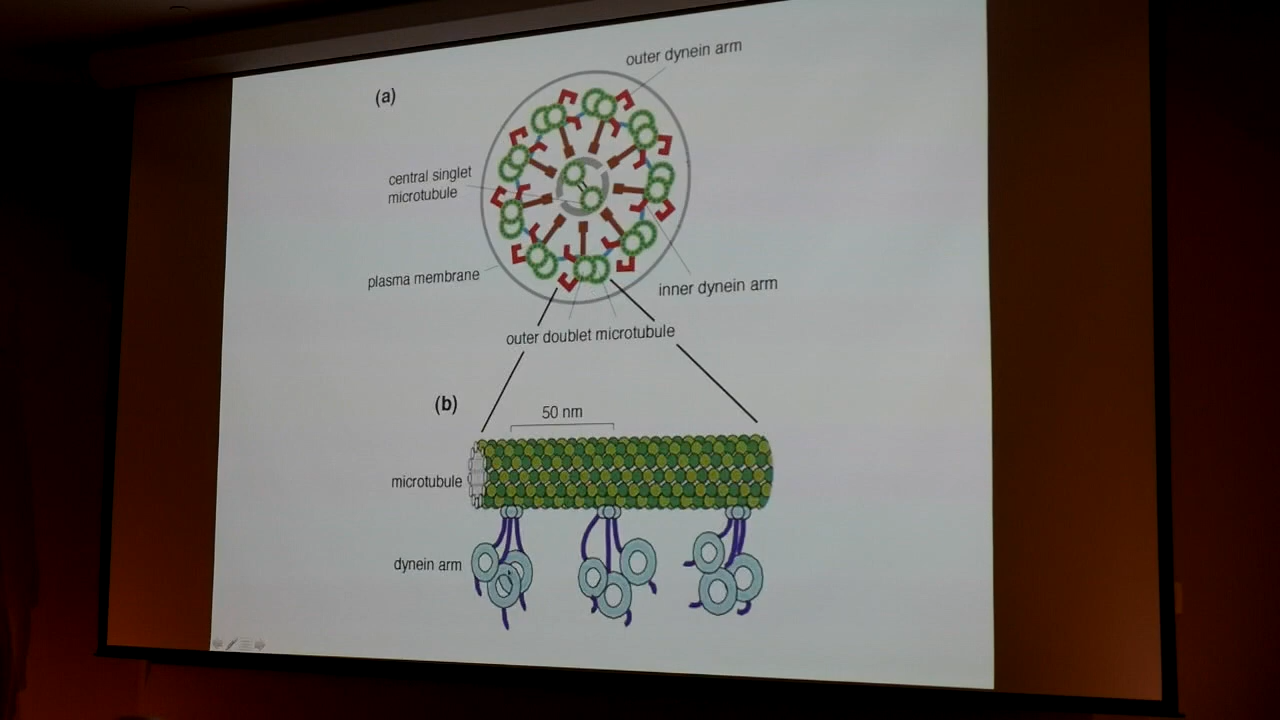 outer dynein arm
(a)
central singlet
microtubule
plasma membrane
inner dynein arm
outer doublet microtubule
(b)
50 nm
microtubule
dynein arm